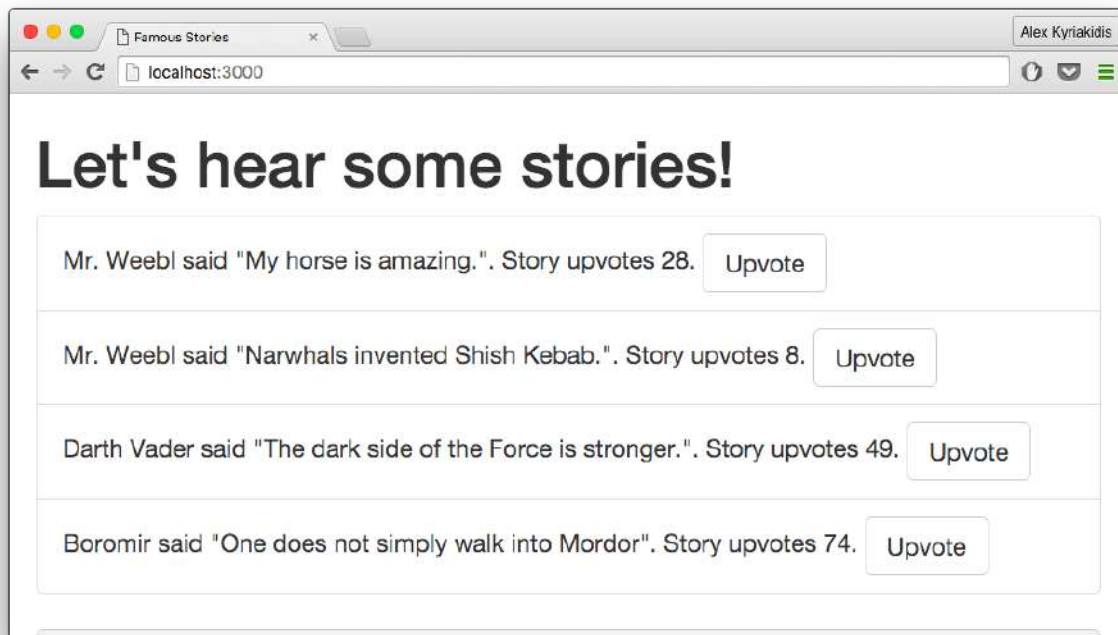 Famous Stories
Alex Kyriakidis
localhost:3000
Let's hear some stories!
Mr. Weebl said "My horse is amazing.". Story upvotes 28. Upvote
Mr. Weebl said "Narwhals invented Shish Kebab.". Story upvotes 8. Upvote
Darth Vader said "The dark side of the Force is stronger.". Story upvotes 49. Upvote
Boromir said "One does not simply walk into Mordor". Story upvotes 74. Upvote